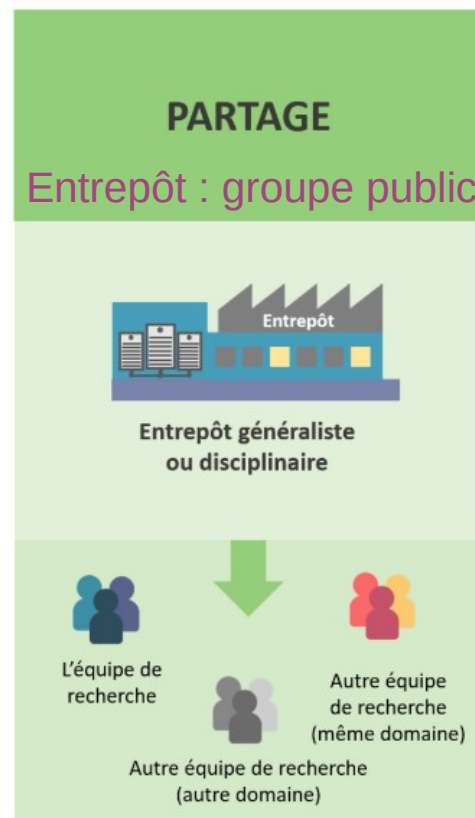 PARTAGE
Entrepôt : groupe public
Entrepôt
Entrepôt généraliste
ou disciplinaire
L'équipe de
recherche
Autre équipe
de recherche
(même domaine)
Autre équipe de recherche
(autre domaine)